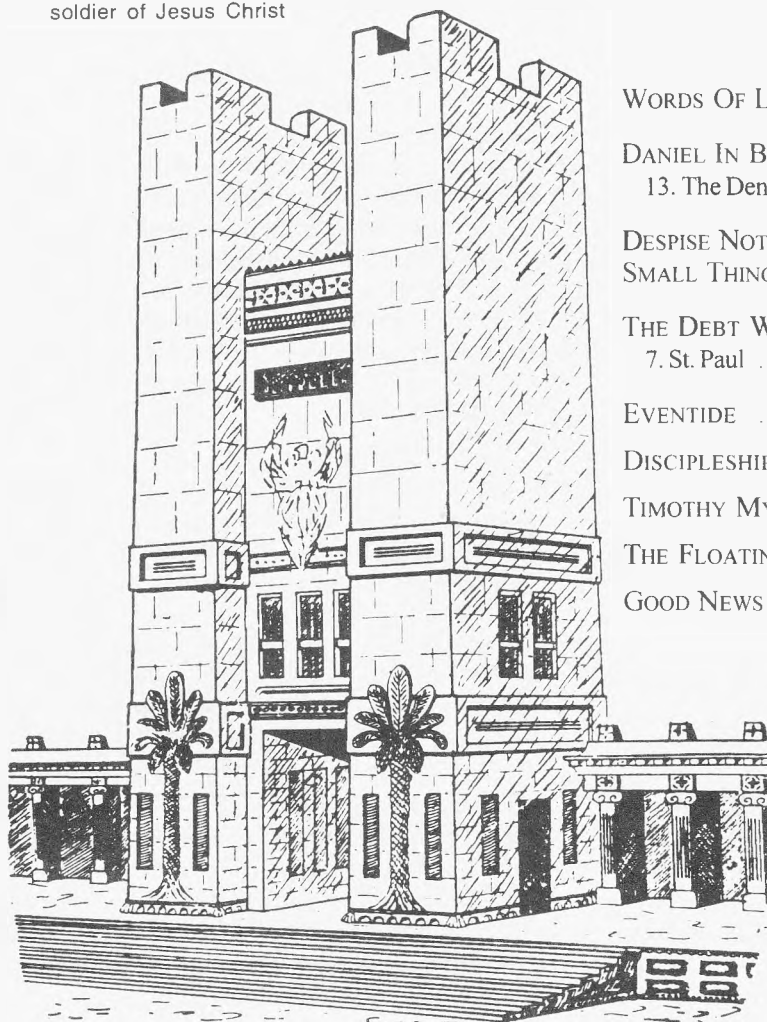 soldier of Jesus Christ
WORDS OF L
DANIEL IN B
13. The Den
DESPISE NOT
SMALL THING
THE DEBT W
7. St. Paul .
EVENTIDE .
DISCIPLESHIP
TIMOTHY MY
THE FLOATIN
GOOD NEWS